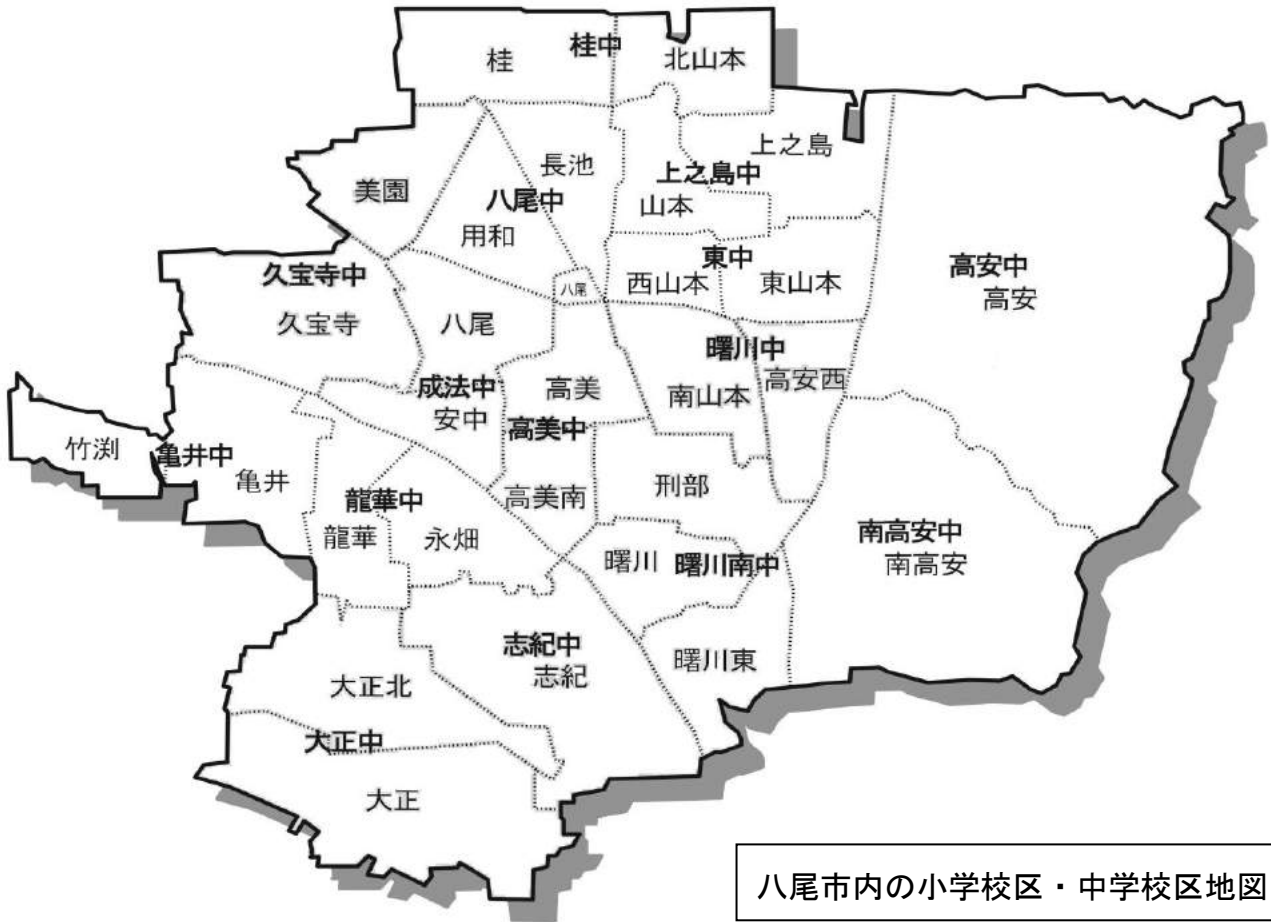 桂中
桂
北山本
上之島
長池
美園
上之島中
八尾中
山本
用和
東中
久宝寺中
西山本
東山本
高安中
八尾
高安
久宝寺
八尾
曙川中
高安西
成法中
高美
南山本
安中
高美中
竹渕
亀井中
亀井
刑部
龍華中
高美南
龍華
永畑
南高安中
曙川
曙川南中
南高安
志紀中
曙川東
志紀
大正北
大正中
大正
八尾市内の小学校区・中学校区地図